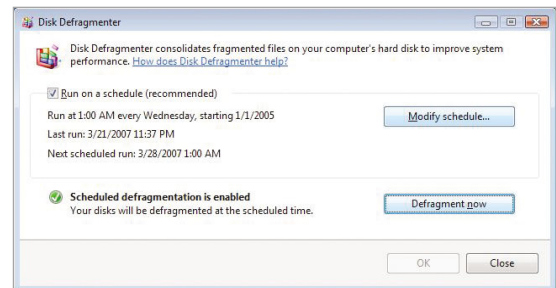 Disk Defragmenter
Disk Defragmenter consolidates fragmented files on your computer's hard disk to improve system
performance. How does Disk Defragmenter help?
Run on a schedule (recommended)
Run at 1:00 AM every Wednesday, starting 1/1/2005
Modify schedule...
Last run: 3/21/2007 11:37 PM
Next scheduled run: 3/28/2007 1:00 AM
Scheduled defragmentation is enabled
Your disks will be defragmented at the scheduled time.
Defragment now
OK
Close